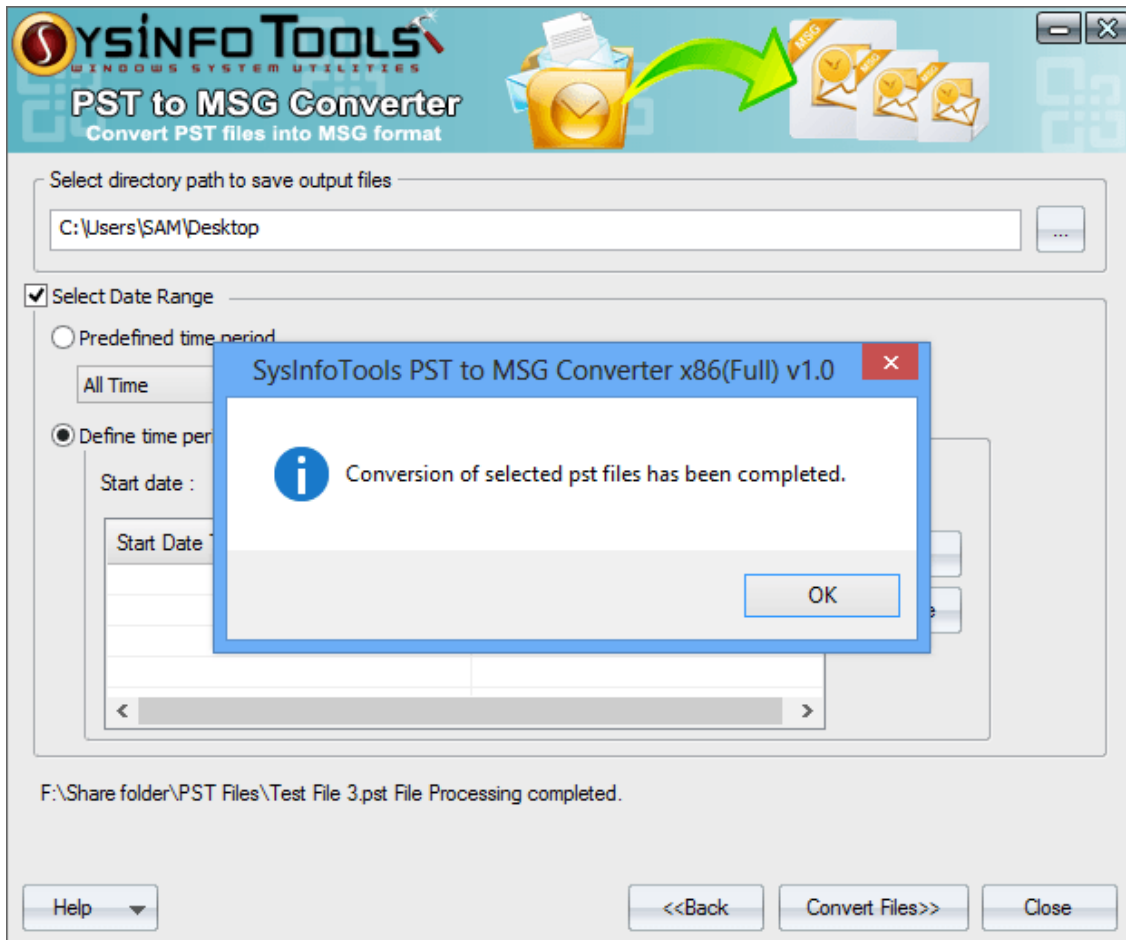 SYSINFO TOOLS
WINDOWS SYSTEM UTILITIES
PST to MSG Converter
Convert PST files into MSG format
MSG
MSG
MSG
Select directory path to save output files
C:\Users\SAM\Desktop
...
Select Date Range
Predefined time period
All Time
Define time peri
Start date :
Start Date
SysInfoTools PST to MSG Converter x86(Full) v1.0
Conversion of selected pst files has been completed.
OK
F:\Share folder\PST Files\Test File 3.pst File Processing completed.
Help
<<Back
Convert Files>>
Close